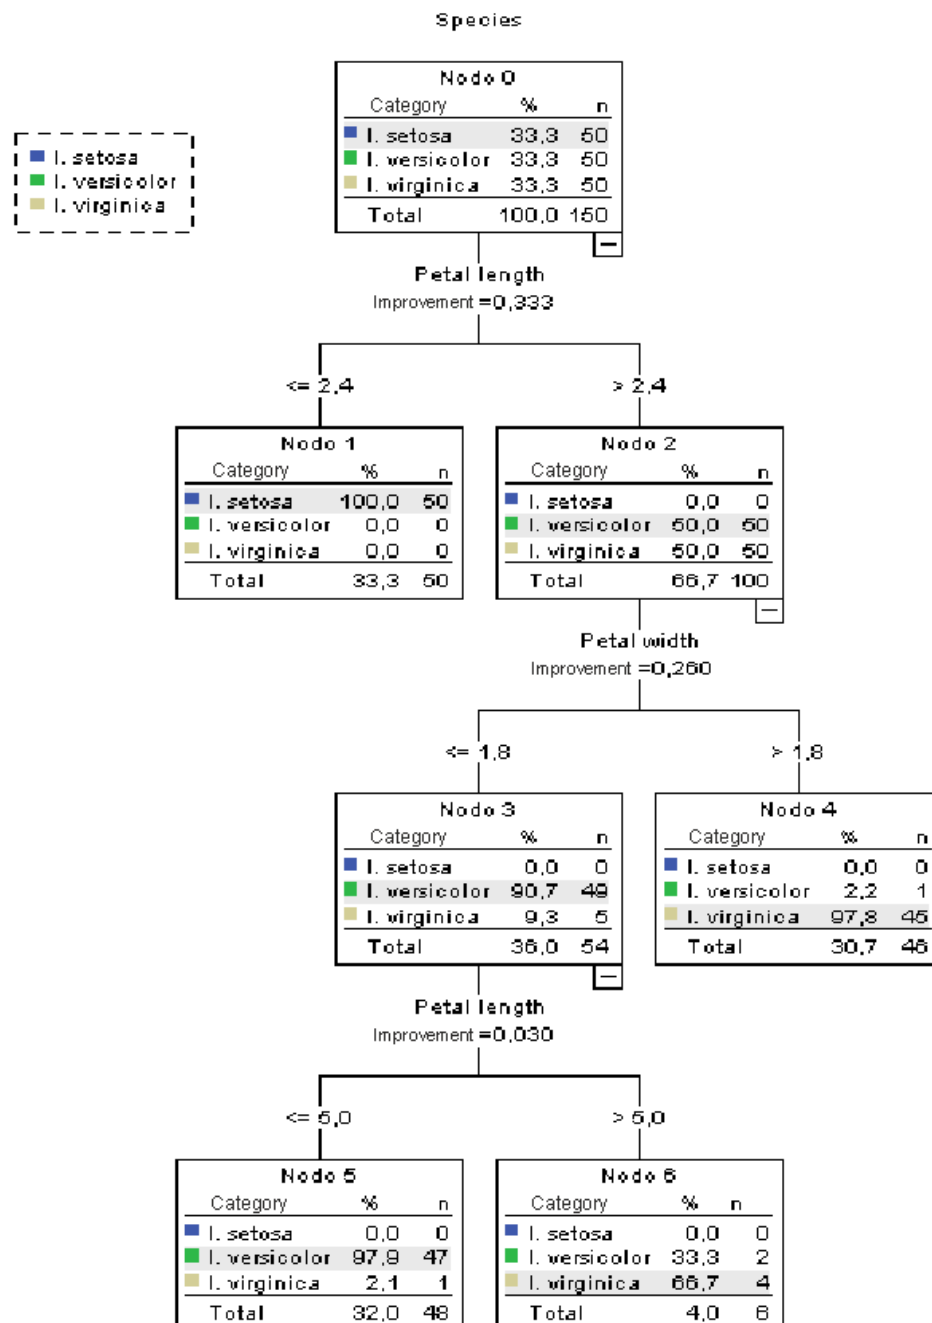 Species
I. setosa
I. versicolor
I. virginica
Nodo 0
Category % n
I. setosa 33,3 50
I. versicolor 33,3 50
I. virginica 33,3 50
Total 100,0 150
Petal length
Improvement =0,333
<= 2,4
> 2,4
Nodo 1
Category % n
I. setosa 100,0 50
I. versicolor 0,0 0
I. virginica 0,0 0
Total 33,3 50
Nodo 2
Category % n
I. setosa 0,0 0
I. versicolor 50,0 50
I. virginica 50,0 50
Total 66,7 100
Petal width
Improvement =0,260
<= 1,8
> 1,8
Nodo 3
Category % n
I. setosa 0,0 0
I. versicolor 90,7 49
I. virginica 9,3 5
Total 36,0 54
Nodo 4
Category % n
I. setosa 0,0 0
I. versicolor 2,2 1
I. virginica 97,8 45
Total 30,7 46
Petal length
Improvement =0,030
<= 5,0
> 5,0
Nodo 5
Category % n
I. setosa 0,0 0
I. versicolor 97,9 47
I. virginica 2,1 1
Total 32,0 48
Nodo 6
Category % n
I. setosa 0,0 0
I. versicolor 33,3 2
I. virginica 66,7 4
Total 4,0 6